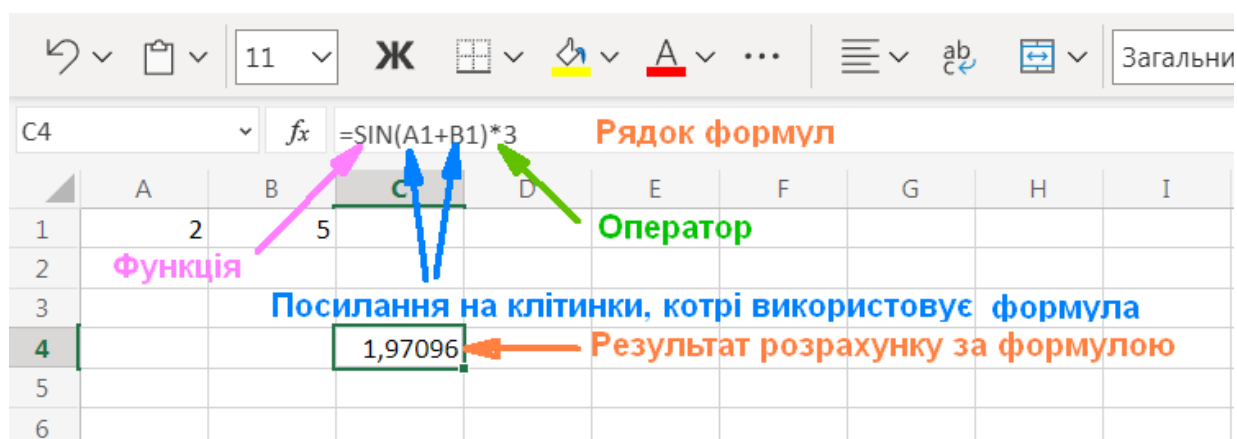 11 Ж A ab c Загальни
C4 fx =SIN(A1+B1)*3 Рядок формул
A B C D E F G H I
1 2 5 Оператор
2 Функція
3 Посилання на клітинки, котрі використовує формула
4 1,97096 Результат розрахунку за формулою
5
6